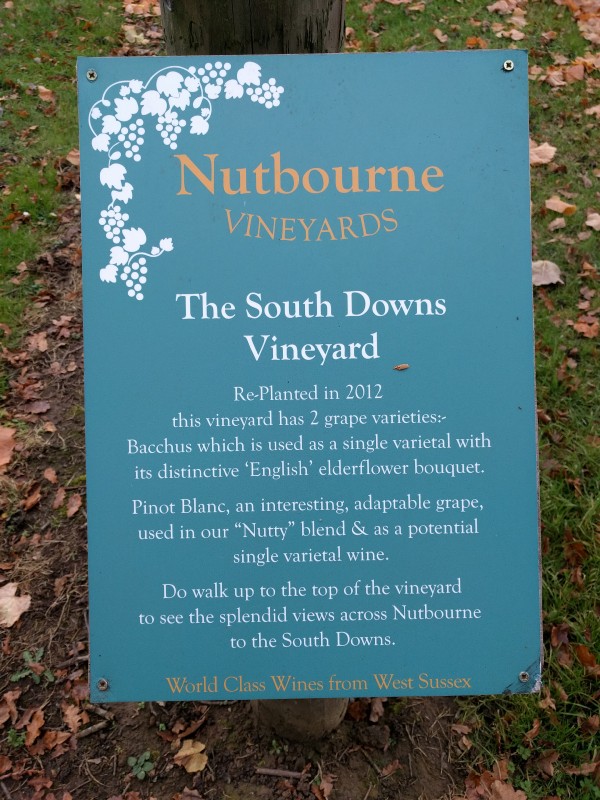 Nutbourne
VINEYARDS
The South Downs
Vineyard
Re-Planted in 2012
this vineyard has 2 grape varieties:-
Bacchus which is used as a single varietal with
its distinctive ‘English’ elderflower bouquet.
Pinot Blanc, an interesting, adaptable grape,
used in our “Nutty” blend & as a potential
single varietal wine.
Do walk up to the top of the vineyard
to see the splendid views across Nutbourne
to the South Downs.
World Class Wines from West Sussex